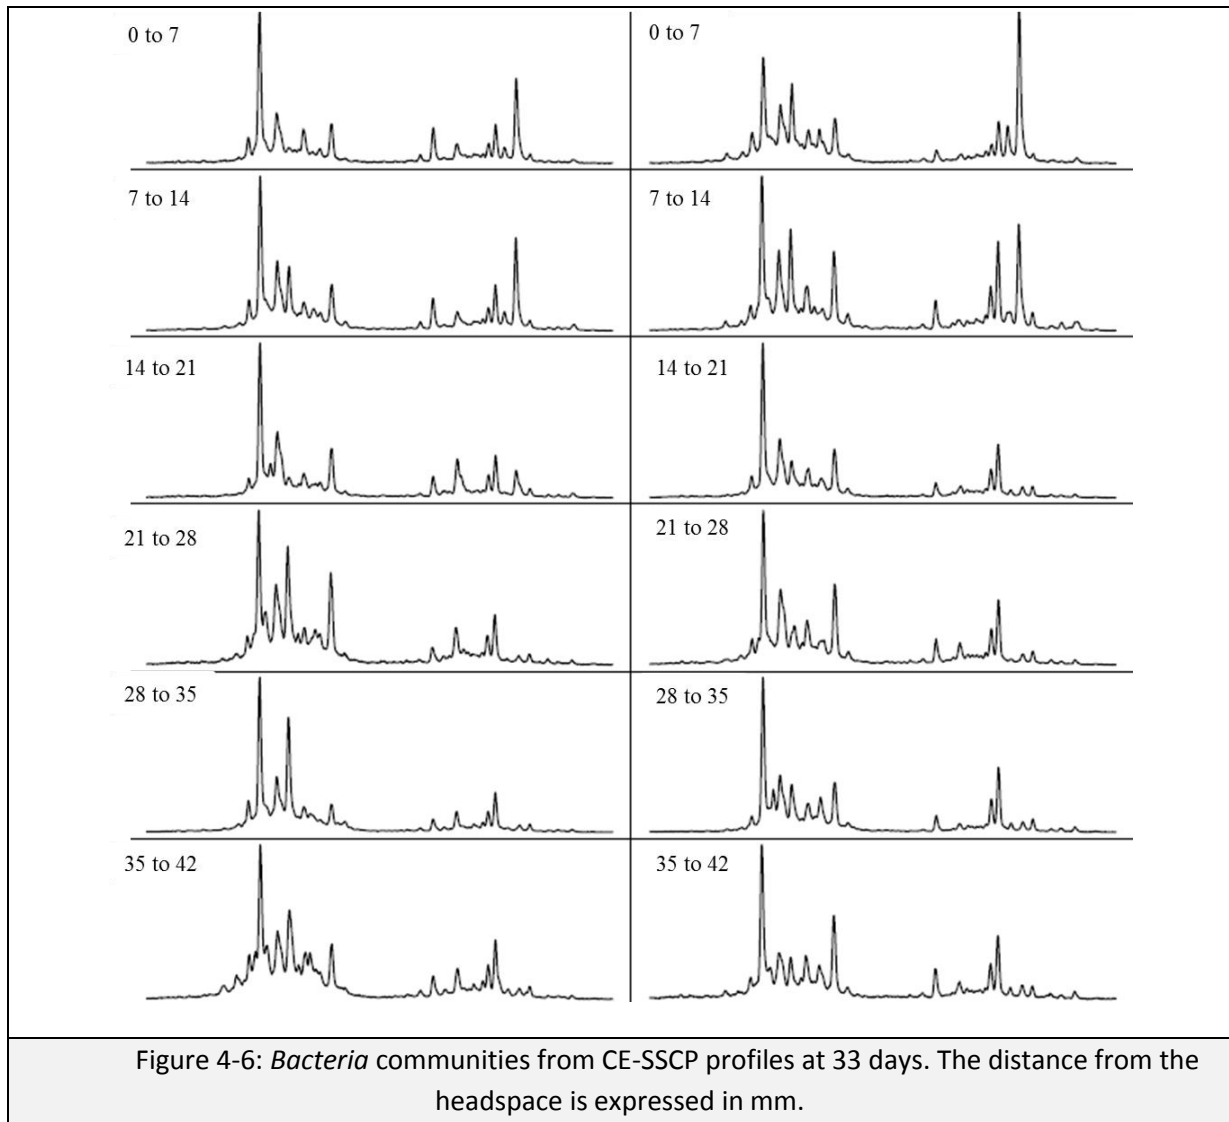 0 to 7
0 to 7
7 to 14
7 to 14
14 to 21
14 to 21
21 to 28
21 to 28
28 to 35
28 to 35
35 to 42
35 to 42
Figure 4-6: Bacteria communities from CE-SSCP profiles at 33 days. The distance from the
headspace is expressed in mm.